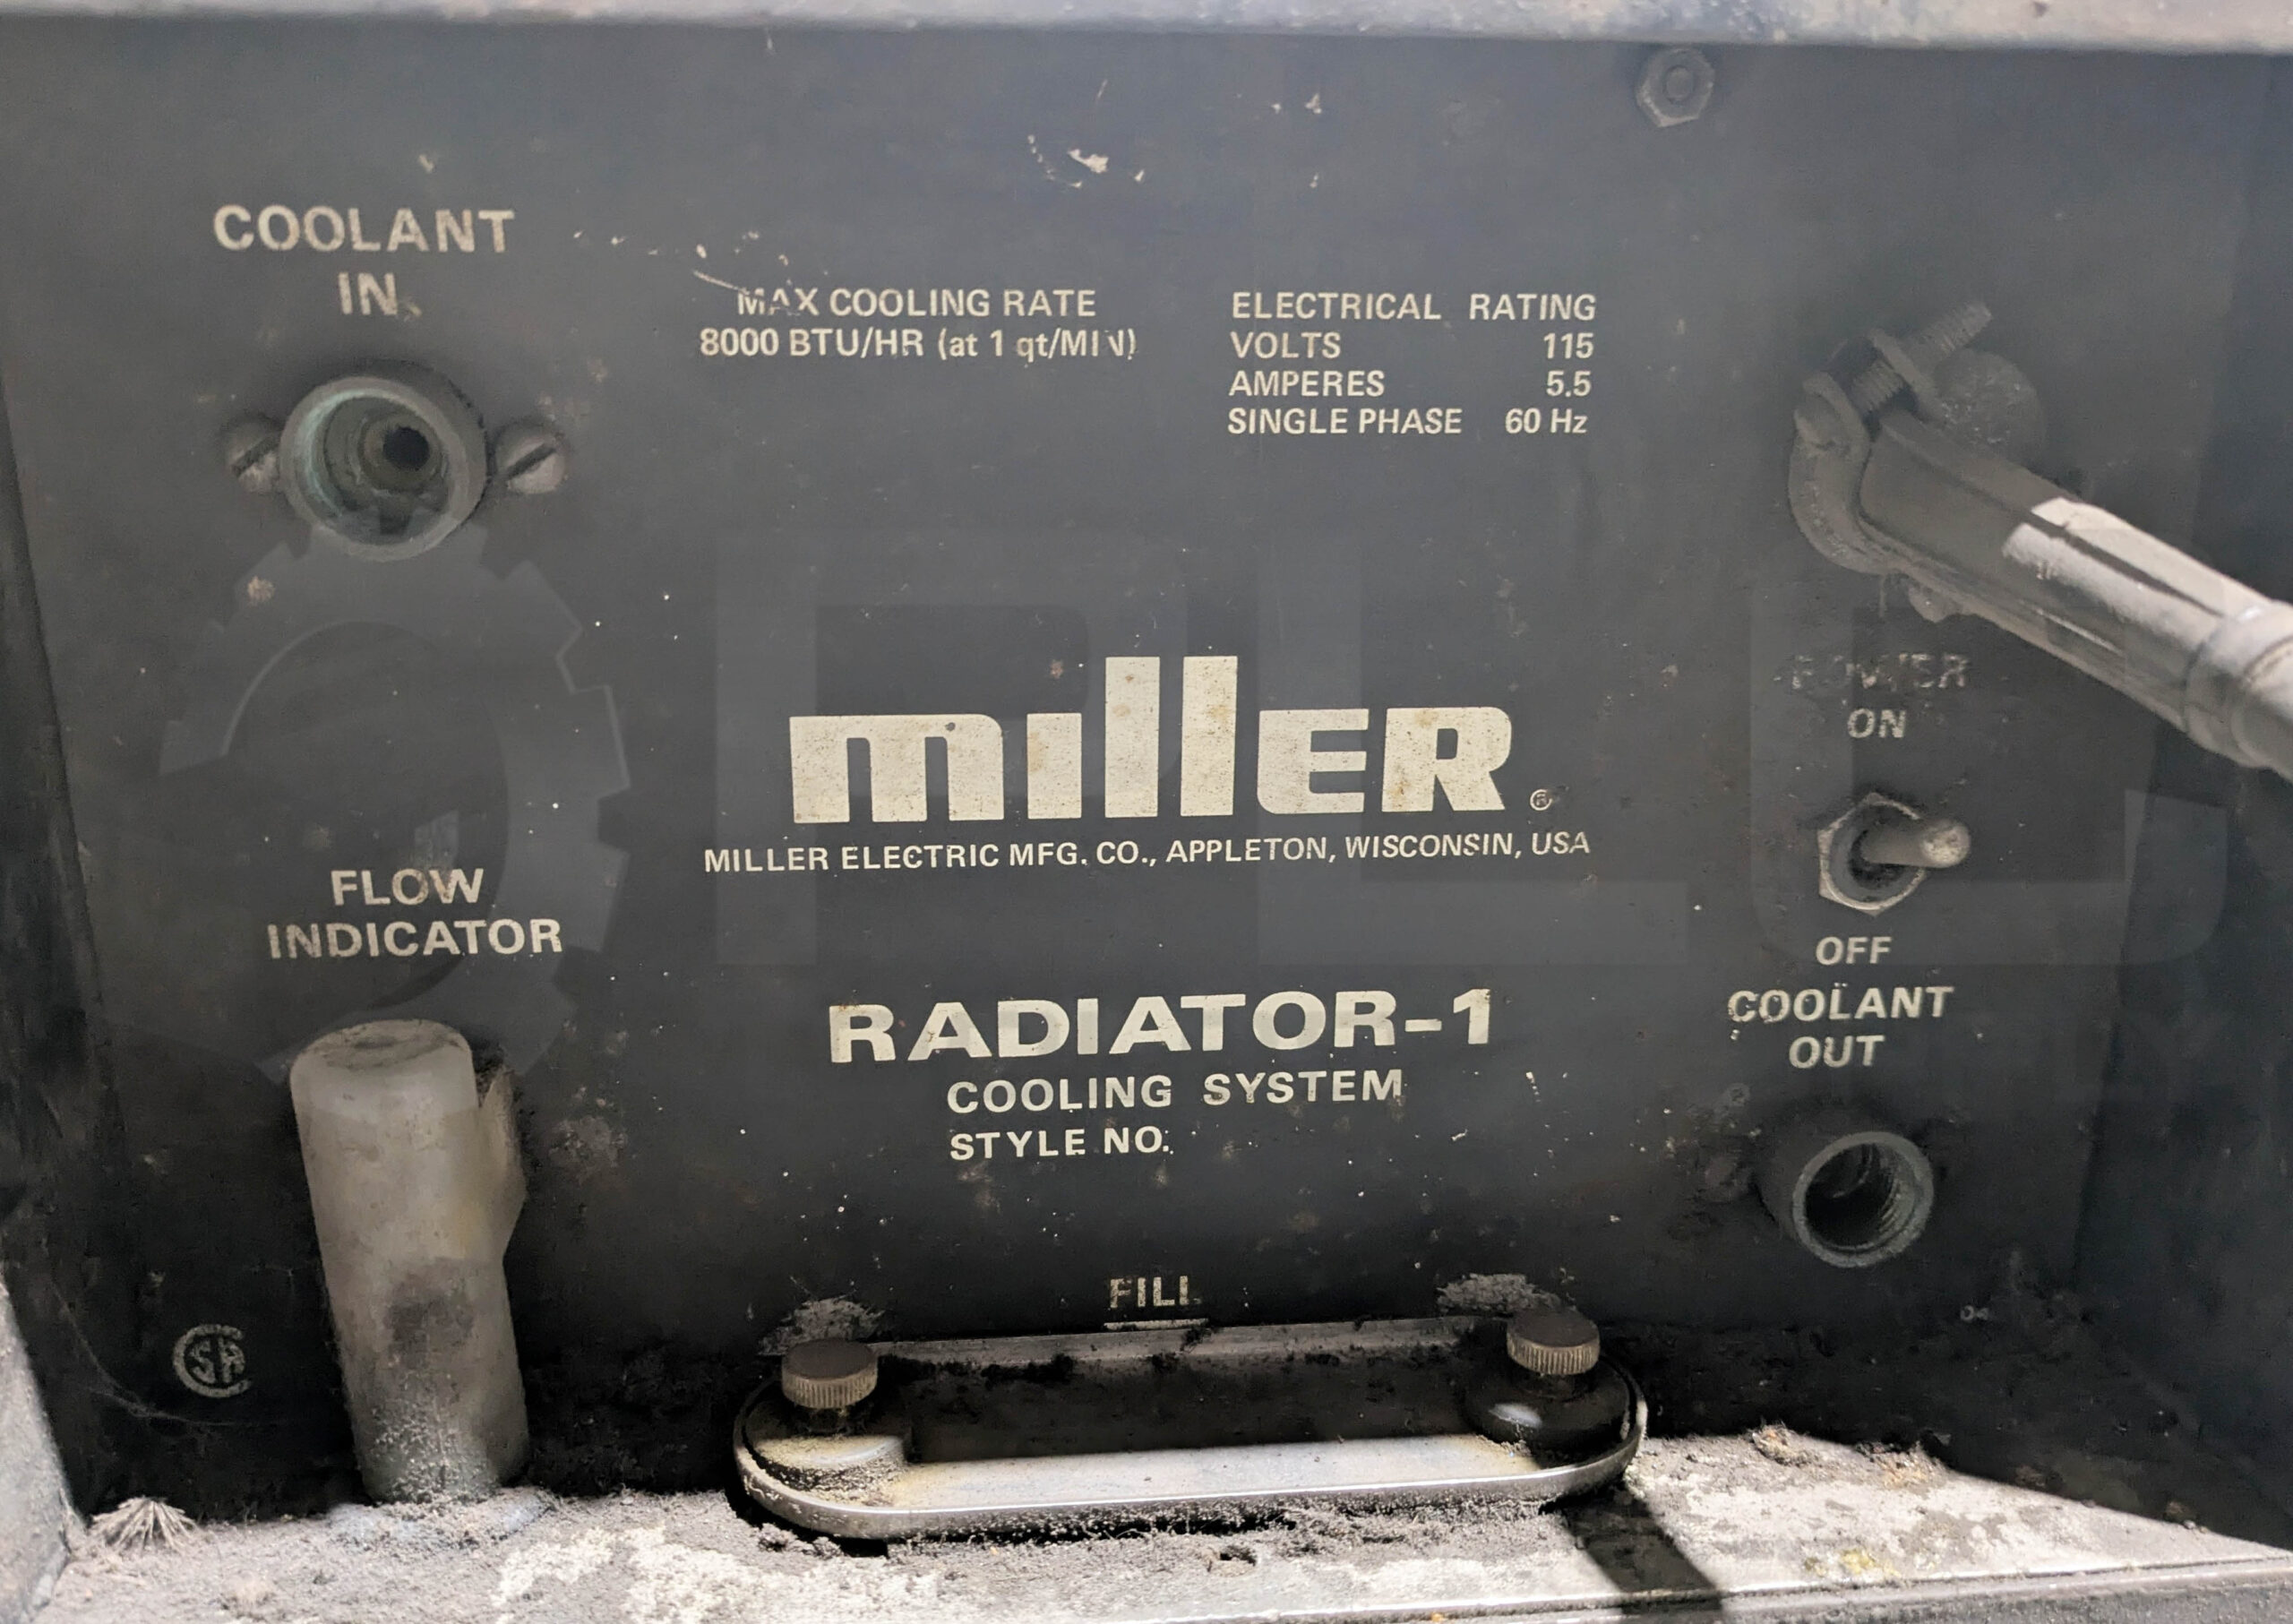 COOLANT
IN
MAX COOLING RATE
8000 BTU/HR (at 1 qt/MIN)
ELECTRICAL RATING
VOLTS 115
AMPERES 5.5
SINGLE PHASE 60 Hz
POWER
ON
miller®
MILLER ELECTRIC MFG. CO., APPLETON, WISCONSIN, USA
FLOW
INDICATOR
OFF
COOLANT
OUT
RADIATOR-1
COOLING SYSTEM
STYLE NO.
FILL
CSA